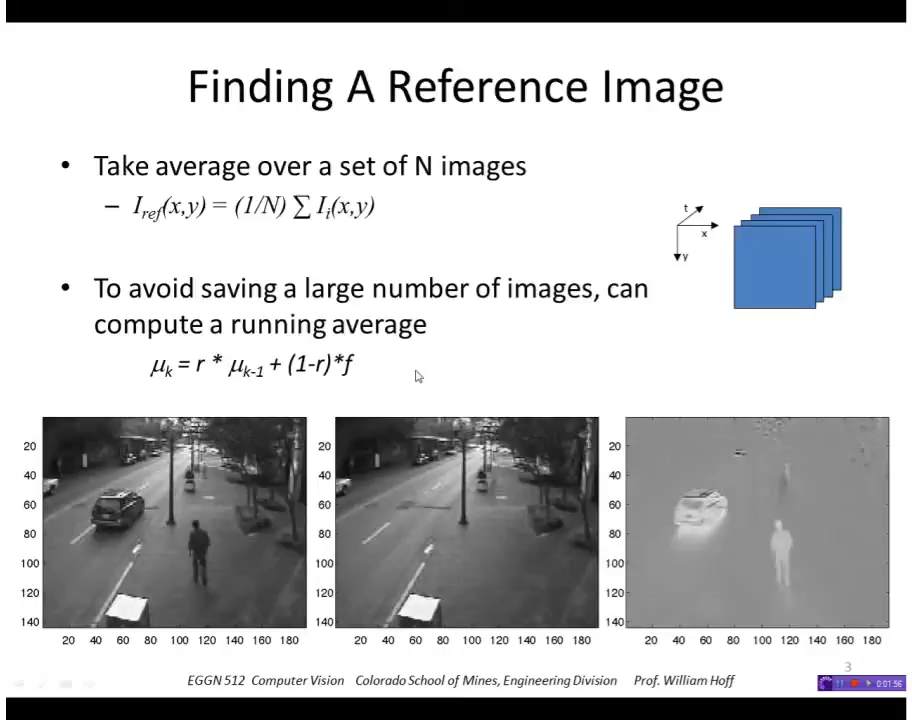 Finding A Reference Image
• Take average over a set of N images
– I_ref(x,y) = (1/N) ∑ I_i(x,y)
t
x
y
• To avoid saving a large number of images, can
compute a running average
μ_k = r * μ_k-1 + (1-r)*f
20
40
60
80
100
120
140
20 40 60 80 100 120 140 160 180
20
40
60
80
100
120
140
20 40 60 80 100 120 140 160 180
20
40
60
80
100
120
140
20 40 60 80 100 120 140 160 180
3
EGGN 512 Computer Vision Colorado School of Mines, Engineering Division Prof. William Hoff
0:01:56